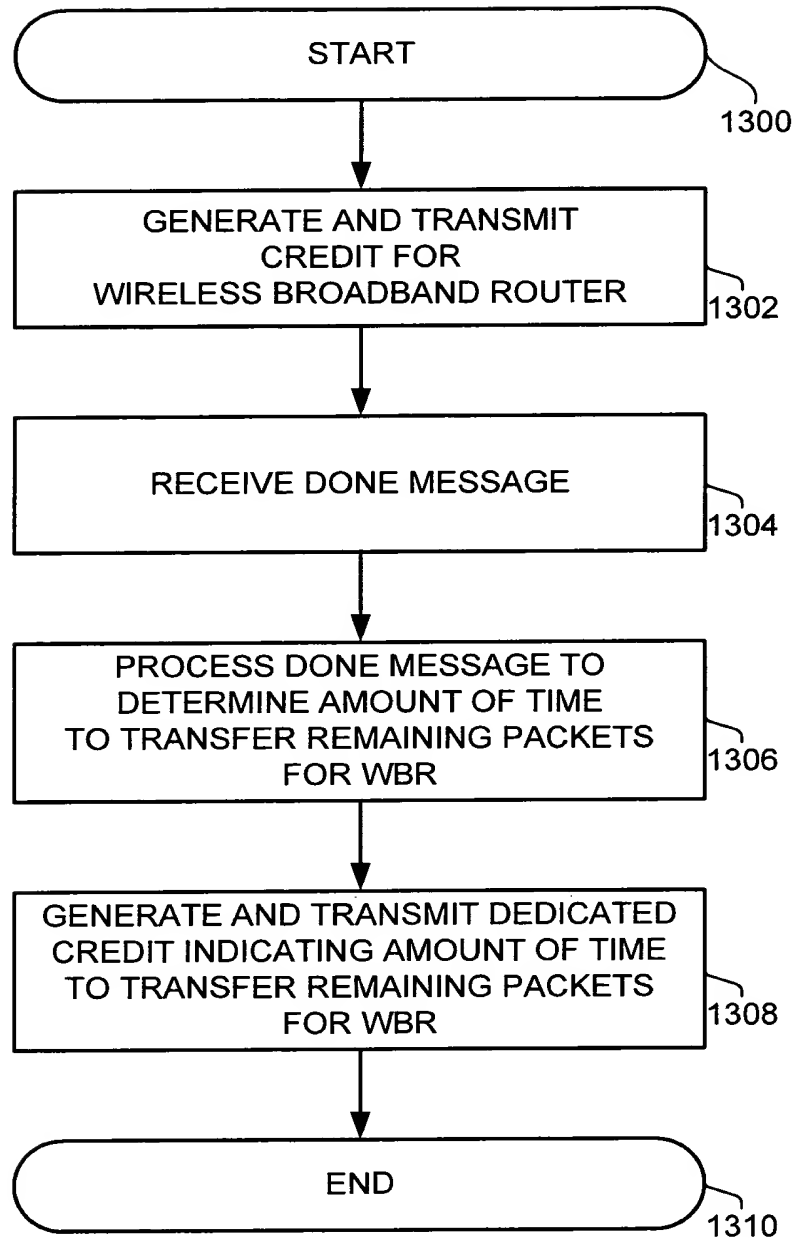 START
1300
GENERATE AND TRANSMIT
CREDIT FOR
WIRELESS BROADBAND ROUTER
1302
RECEIVE DONE MESSAGE
1304
PROCESS DONE MESSAGE TO
DETERMINE AMOUNT OF TIME
TO TRANSFER REMAINING PACKETS
FOR WBR
1306
GENERATE AND TRANSMIT DEDICATED
CREDIT INDICATING AMOUNT OF TIME
TO TRANSFER REMAINING PACKETS
FOR WBR
1308
END
1310